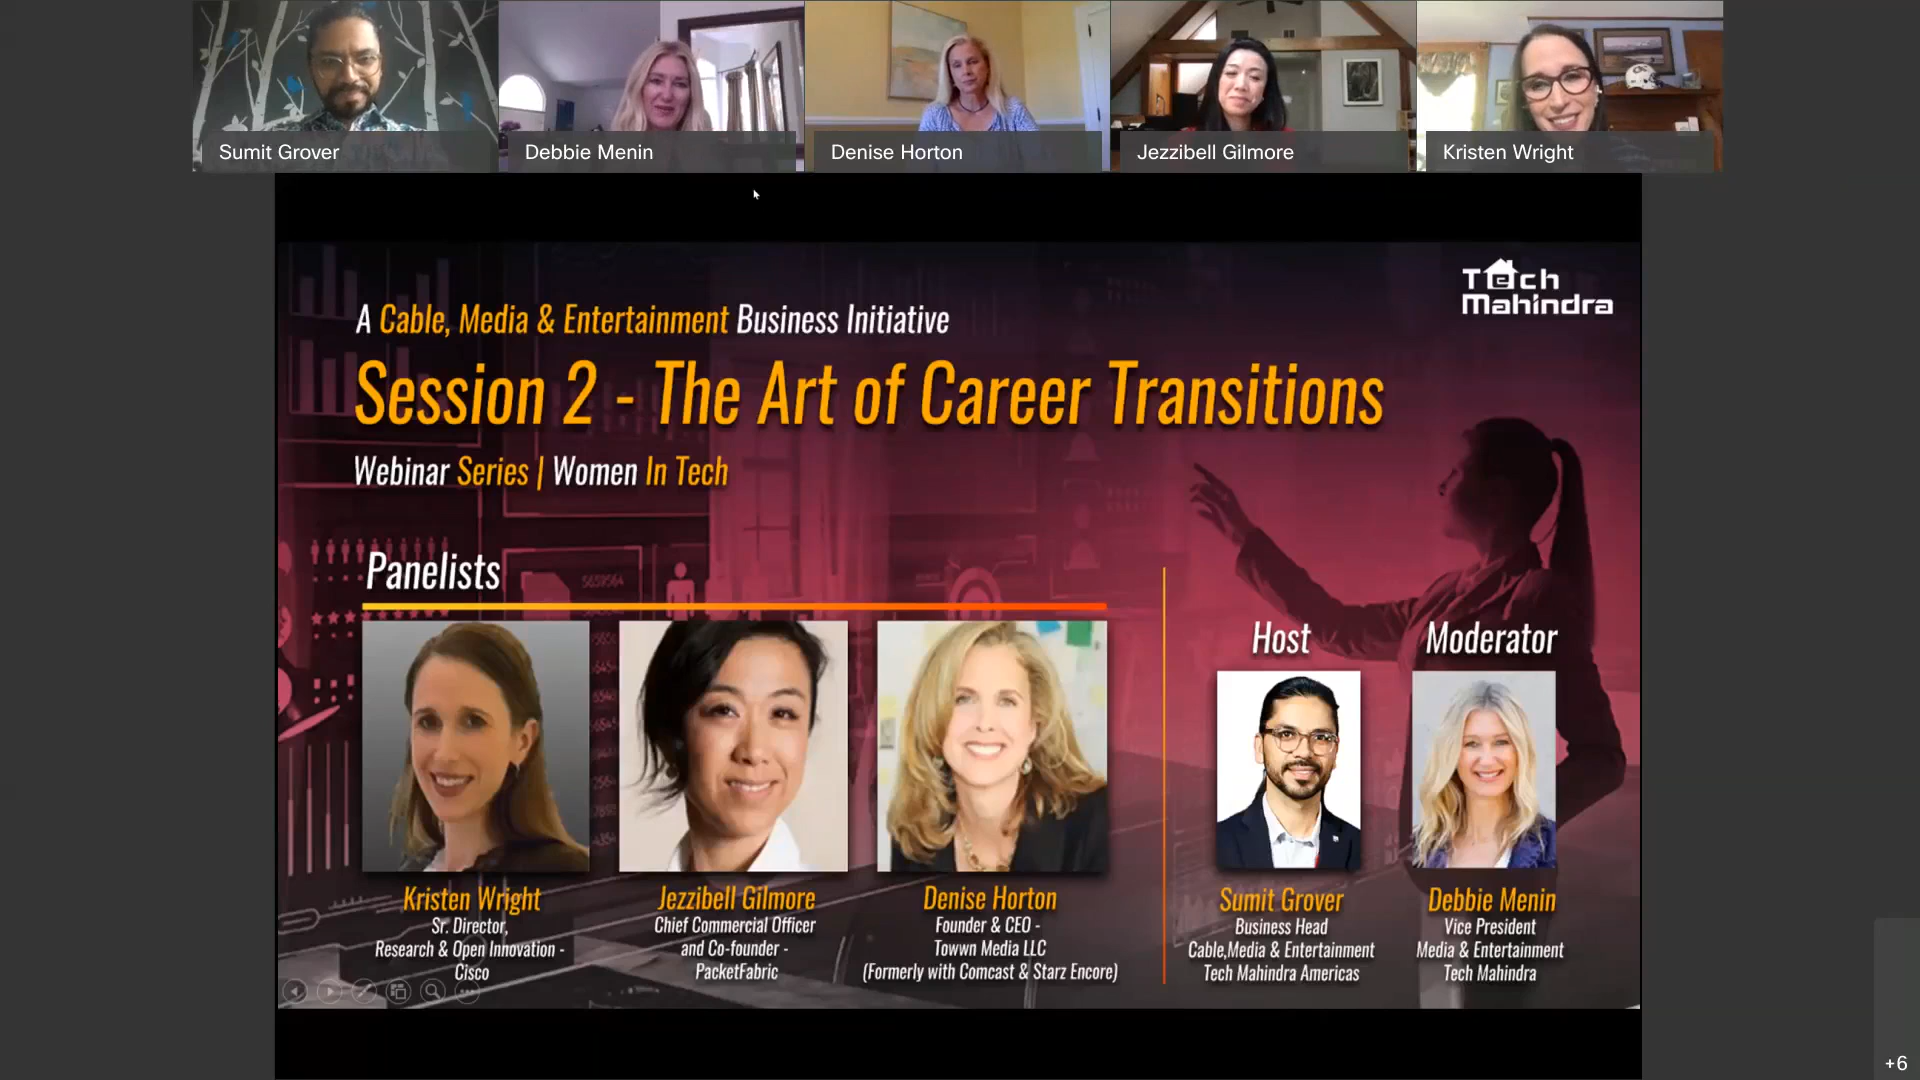 Sumit Grover
Debbie Menin
Denise Horton
Jezzibell Gilmore
Kristen Wright
Tech
Mahindra
A Cable, Media & Entertainment Business Initiative
Session 2 - The Art of Career Transitions
Webinar Series | Women In Tech
Panelists
Host
Moderator
Kristen Wright
Sr. Director,
Research & Open Innovation -
Cisco
Jezzibell Gilmore
Chief Commercial Officer
and Co-founder -
PacketFabric
Denise Horton
Founder & CEO -
Towwn Media LLC
(Formerly with Comcast & Starz Encore)
Sumit Grover
Business Head
Cable,Media & Entertainment
Tech Mahindra Americas
Debbie Menin
Vice President
Media & Entertainment
Tech Mahindra
+6